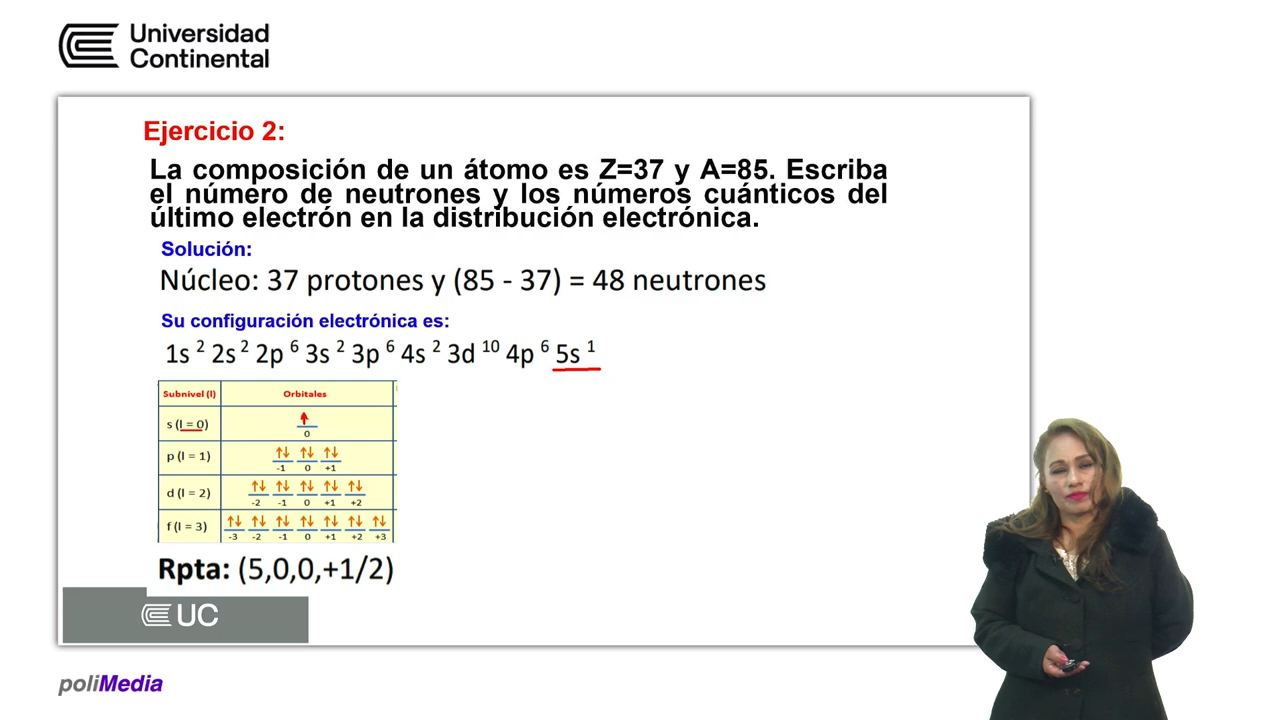 Universidad
Continental
Ejercicio 2:
La composición de un átomo es Z=37 y A=85. Escriba
el número de neutrones y los números cuánticos del
último electrón en la distribución electrónica.
Solución:
Núcleo: 37 protones y (85 - 37) = 48 neutrones
Su configuración electrónica es:
1s ² 2s ² 2p ⁶ 3s ² 3p ⁶ 4s ² 3d ¹⁰ 4p ⁶ 5s ¹
Subnivel (l) Orbitales
s (l = 0) ↑
0
p (l = 1) ↑↓ ↑↓ ↑↓
-1 0 +1
d (l = 2) ↑↓ ↑↓ ↑↓ ↑↓ ↑↓
-2 -1 0 +1 +2
f (l = 3) ↑↓ ↑↓ ↑↓ ↑↓ ↑↓ ↑↓ ↑↓
-3 -2 -1 0 +1 +2 +3
Rpta: (5,0,0,+1/2)
UC
poliMedia